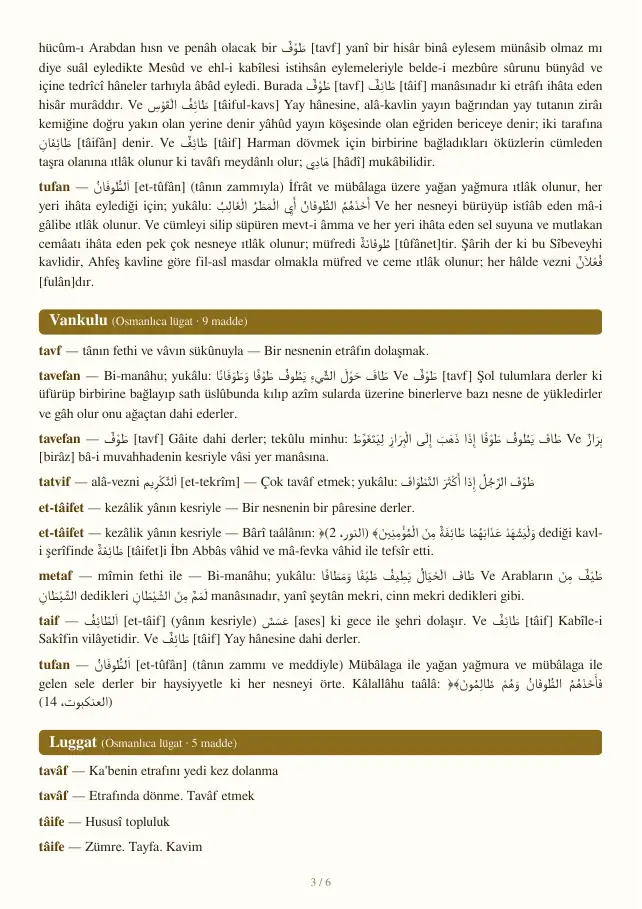 hücûm-ı Arabdan hısn ve penâh olacak bir طَوْفٌ [tavf] yanî bir hisâr binâ eylesem münâsib olmaz mı
diye suâl eyledikte Mesûd ve ehl-i kabîlesi istihsân eylemeleriyle belde-i mezbûre sûrunu bünyâd ve
içine tedrîcî hâneler tarhıyla âbâd eyledi. Burada طَوْفٌ [tavf] طَائِفٌ [tâif] manâsınadır ki etrâfı ihâta eden
hisâr murâddır. Ve طَائِفُ الْقَوْسِ [tâiful-kavs] Yay hânesine, alâ-kavlin yayın bağrından yay tutanın zirâı
kemiğine doğru yakın olan yerine denir yâhûd yayın köşesinde olan eğriden bericeye denir; iki tarafına
طَائِفَانِ [tâifân] denir. Ve طَائِفٌ [tâif] Harman dövmek için birbirine bağladıkları öküzlerin cümleden
taşra olanına ıtlâk olunur ki tavâfı meydânlı olur; هَادِي [hâdî] mukâbilidir.
tufan — اَلطُّوفَانُ [et-tûfân] (tânın zammıyla) İfrât ve mübâlaga üzere yağan yağmura ıtlâk olunur, her
yeri ihâta eylediği için; yukâlu: أَخَذَهُمُ الطُّوفَانُ أَيِ الْمَطَرُ الْغَالِبُ Ve her nesneyi bürüyüp istîâb eden mâ-i
gâlibe ıtlâk olunur. Ve cümleyi silip süpüren mevt-i âmma ve her yeri ihâta eden sel suyuna ve mutlakan
cemâatı ihâta eden pek çok nesneye ıtlâk olunur; müfredi طُوفَانَةٌ [tûfânet]tir. Şârih der ki bu Sîbeveyhi
kavlidir, Ahfeş kavline göre fil-asl masdar olmakla müfred ve ceme ıtlâk olunur; her hâlde vezni فُعْلَانٌ
[fulân]dır.
Vankulu (Osmanlıca lügat · 9 madde)
tavf — tânın fethi ve vâvın sükûnuyla — Bir nesnenin etrâfın dolaşmak.
tavefan — Bi-manâhu; yukâlu: طَافَ حَوْلَ الشَّيءِ يَطُوفُ طَوْفًا وَطَوَفَانًا Ve طَوْفٌ [tavf] Şol tulumlara derler ki
üfürüp birbirine bağlayıp sath üslûbunda kılıp azîm sularda üzerine binerlerve bazı nesne de yükledirler
ve gâh olur onu ağaçtan dahi ederler.
tavefan — طَوْفٌ [tavf] Gâite dahi derler; tekûlu minhu: طَافَ يَطُوفُ طَوْفًا إِذَا ذَهَبَ إِلَى الْبَرَازِ لِيَتَغَوَّطَ Ve بِرَازٌ
[birâz] bâ-i muvahhadenin kesriyle vâsi yer manâsına.
tatvif — alâ-vezni اَلتَّكْرِيم [et-tekrîm] — Çok tavâf etmek; yukâlu: طَوَّفَ الرَّجُلُ إِذَا أَكْثَرَ التَّطْوَافَ
et-tâifet — kezâlik yânın kesriyle — Bir nesnenin bir pâresine derler.
et-tâifet — kezâlik yânın kesriyle — Bârî taâlânın: ﴿وَلْيَشْهَدْ عَذَابَهُمَا طَائِفَةٌ مِنَ الْمُؤْمِنِينَ﴾ (النور، 2) dediği kavl-
i şerîfinde طَائِفَةٌ [tâifet]i İbn Abbâs vâhid ve mâ-fevka vâhid ile tefsîr etti.
metaf — mîmin fethi ile — Bi-manâhu; yukâlu: طَافَ الْخَيَالُ يَطِيفُ طَيْفًا وَمَطَافًا Ve Arabların طَيْفٌ مِنَ
الشَّيْطَانِ dedikleri لَمَمٌ مِنَ الشَّيْطَانِ manâsınadır, yanî şeytân mekri, cinn mekri dedikleri gibi.
taif — اَلطَّائِفُ [et-tâif] (yânın kesriyle) عَسَسٌ [ases] ki gece ile şehri dolaşır. Ve طَائِفٌ [tâif] Kabîle-i
Sakîfin vilâyetidir. Ve طَائِفٌ [tâif] Yay hânesine dahi derler.
tufan — اَلطُّوفَانُ [et-tûfân] (tânın zammı ve meddiyle) Mübâlaga ile yağan yağmura ve mübâlaga ile
gelen sele derler bir haysiyyetle ki her nesneyi örte. Kâlallâhu taâlâ: ﴿فَأَخَذَهُمُ الطُّوفَانُ وَهُمْ ظَالِمُونَ﴾
(العنكبوت، 14)
Luggat (Osmanlıca lügat · 5 madde)
tavâf — Ka'benin etrafını yedi kez dolanma
tavâf — Etrafında dönme. Tavâf etmek
tâife — Hususî topluluk
tâife — Zümre. Tayfa. Kavim
3 / 6